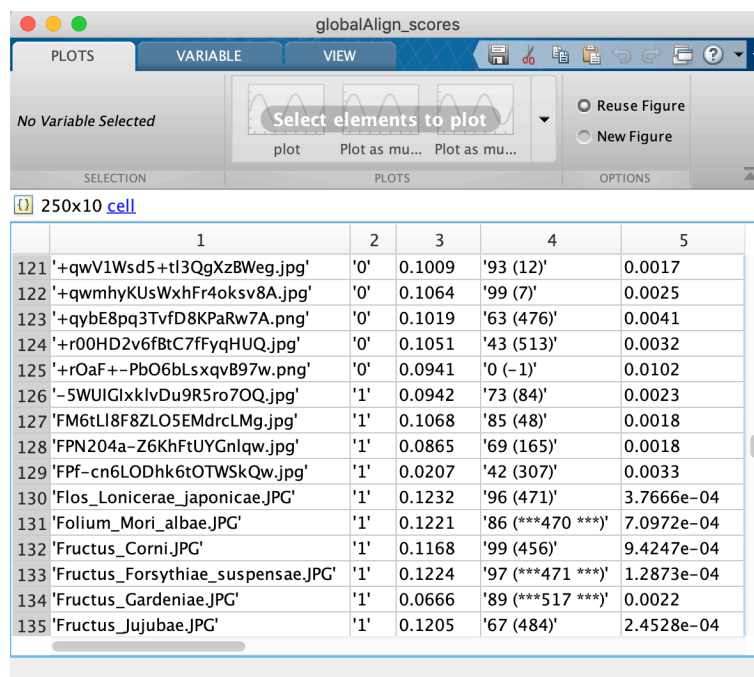 globalAlign_scores
PLOTS VARIABLE VIEW
No Variable Selected
Select elements to plot
plot Plot as mu... Plot as mu...
Reuse Figure
New Figure
SELECTION PLOTS OPTIONS
{} 250x10 cell
1 2 3 4 5
121 '+qwV1Wsd5+tl3QgXzBWeg.jpg' '0' 0.1009 '93 (12)' 0.0017
122 '+qwmhyKUsWxhFr4oksv8A.jpg' '0' 0.1064 '99 (7)' 0.0025
123 '+qybE8pq3TvfD8KPaRw7A.png' '0' 0.1019 '63 (476)' 0.0041
124 '+r00HD2v6fBtC7fFyqHUQ.jpg' '0' 0.1051 '43 (513)' 0.0032
125 '+rOaF+-PbO6bLsxqvB97w.png' '0' 0.0941 '0 (-1)' 0.0102
126 '-5WUIGIxklvDu9R5ro7OQ.jpg' '1' 0.0942 '73 (84)' 0.0023
127 'FM6tLl8F8ZLO5EMdrcLMg.jpg' '1' 0.1068 '85 (48)' 0.0018
128 'FPN204a-Z6KhFtUYGnlqw.jpg' '1' 0.0865 '69 (165)' 0.0018
129 'FPf-cn6LODhk6tOTWSkQw.jpg' '1' 0.0207 '42 (307)' 0.0033
130 'Flos_Lonicerae_japonicae.JPG' '1' 0.1232 '96 (471)' 3.7666e-04
131 'Folium_Mori_albae.JPG' '1' 0.1221 '86 (***470 ***)' 7.0972e-04
132 'Fructus_Corni.JPG' '1' 0.1168 '99 (456)' 9.4247e-04
133 'Fructus_Forsythiae_suspensae.JPG' '1' 0.1224 '97 (***471 ***)' 1.2873e-04
134 'Fructus_Gardeniae.JPG' '1' 0.0666 '89 (***517 ***)' 0.0022
135 'Fructus_Jujubae.JPG' '1' 0.1205 '67 (484)' 2.4528e-04